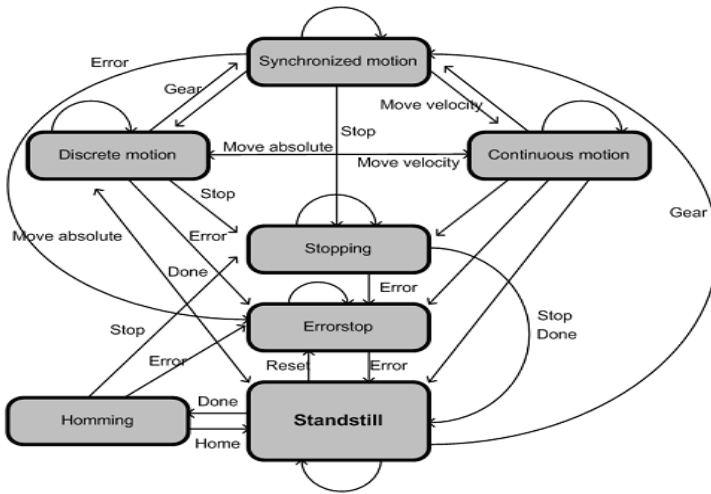 Error
Synchronized motion
Gear
Move velocity
Stop
Discrete motion
Move absolute
Move velocity
Continuous motion
Stop
Gear
Move absolute
Error
Stopping
Done
Error
Stop
Errorstop
Stop
Done
Error
Reset
Error
Homming
Done
Standstill
Home